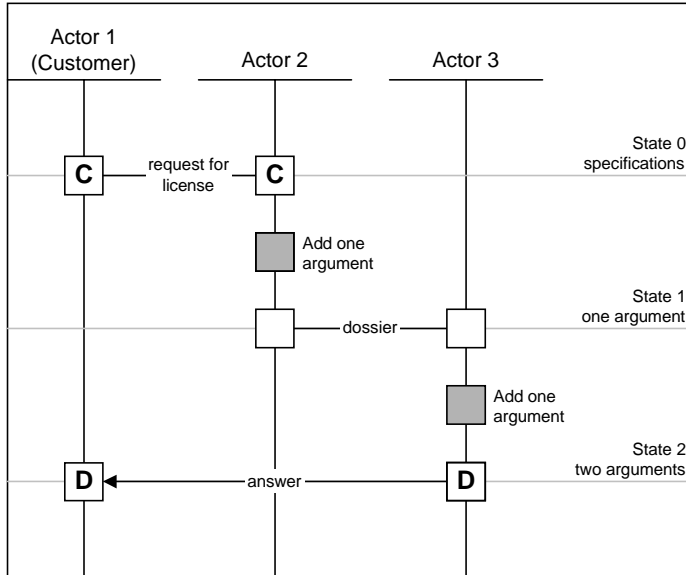 Actor 1
(Customer)
Actor 2
Actor 3
State 0
specifications
C
request for
license
C
Add one
argument
State 1
one argument
dossier
Add one
argument
State 2
two arguments
D
answer
D